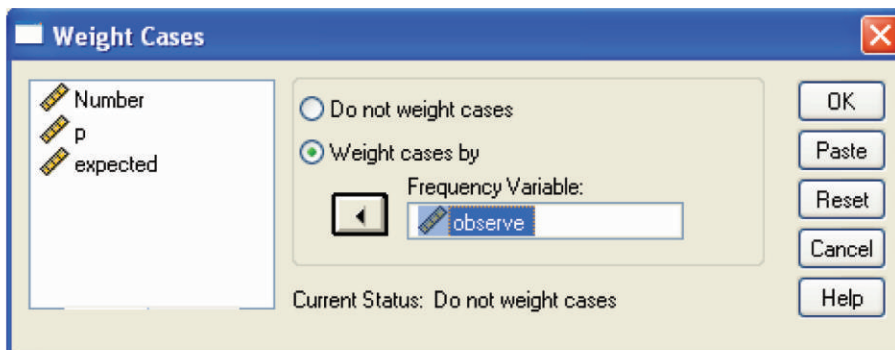 Weight Cases
Number
p
expected
Do not weight cases
Weight cases by
Frequency Variable:
observe
Current Status: Do not weight cases
OK
Paste
Reset
Cancel
Help